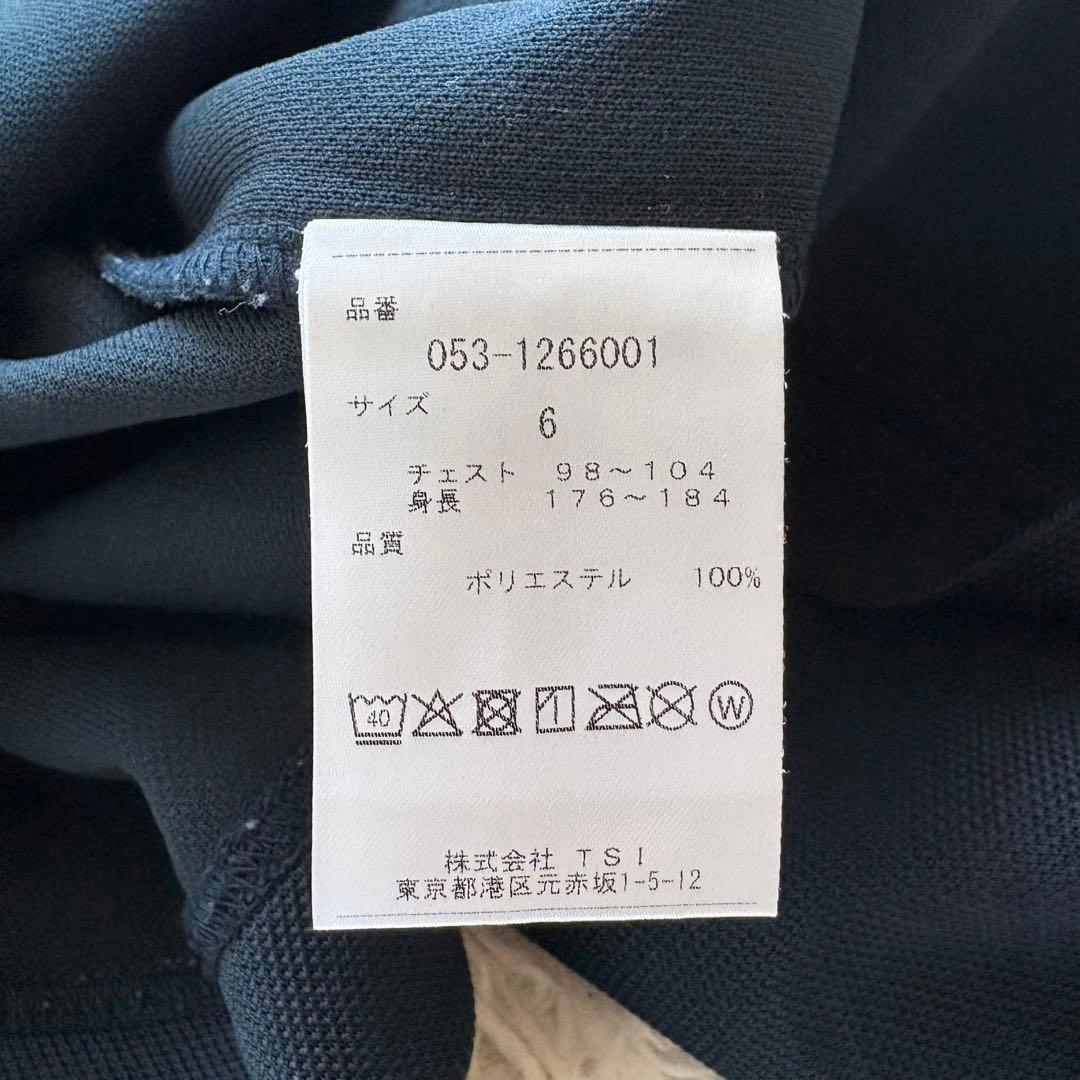 品番
053-1266001
サイズ
6
チェスト 98～104
身長 176～184
品質
ポリエステル 100%
40 W
株式会社 TSI
東京都港区元赤坂1-5-12